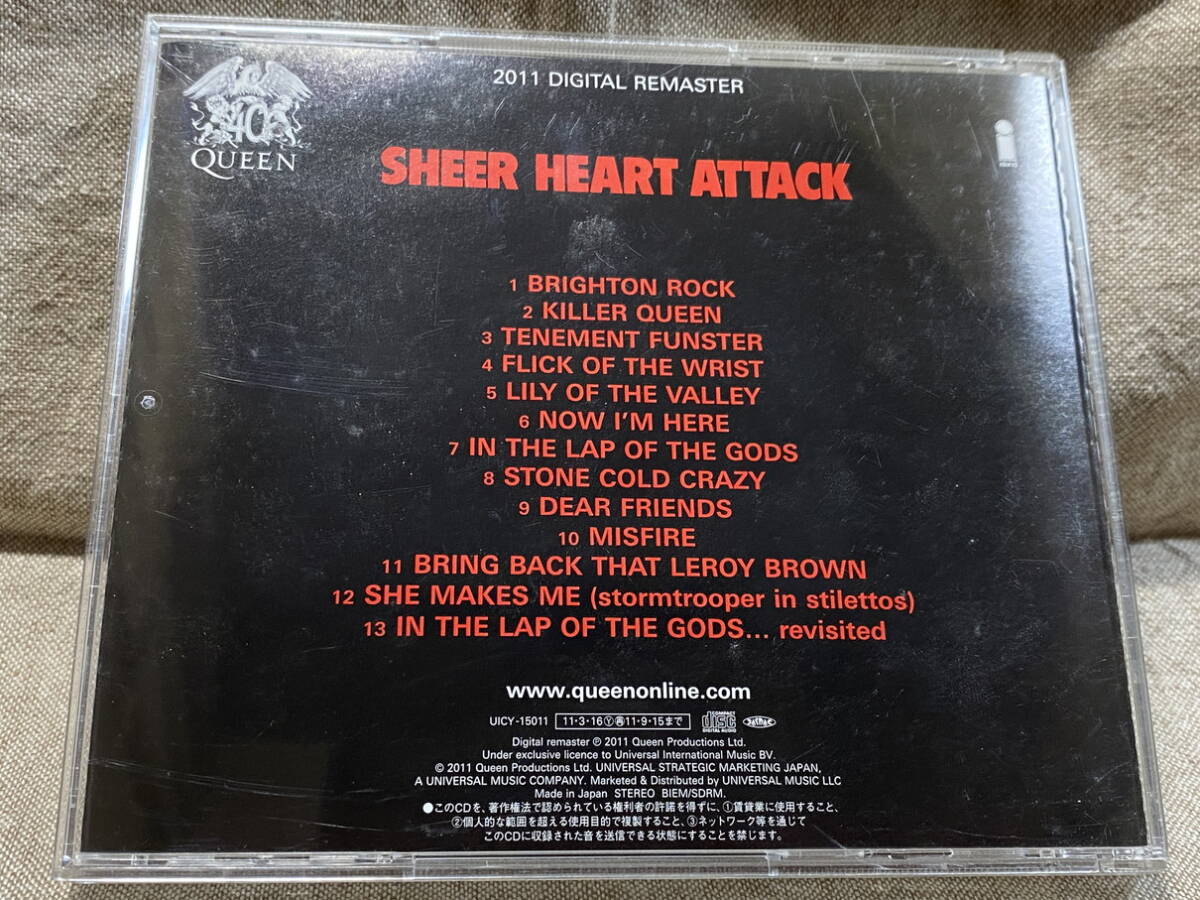 2011 DIGITAL REMASTER
40
QUEEN
SHEER HEART ATTACK
1 BRIGHTON ROCK
2 KILLER QUEEN
3 TENEMENT FUNSTER
4 FLICK OF THE WRIST
5 LILY OF THE VALLEY
6 NOW I'M HERE
7 IN THE LAP OF THE GODS
8 STONE COLD CRAZY
9 DEAR FRIENDS
10 MISFIRE
11 BRING BACK THAT LEROY BROWN
12 SHE MAKES ME (stormtrooper in stilettos)
13 IN THE LAP OF THE GODS... revisited
www.queenonline.com
UICY-15011 11・3・16Ⓨ㊞11・9・15まで COMPACT disc DIGITAL AUDIO
Digital remaster ℗ 2011 Queen Productions Ltd.
Under exclusive licence to Universal International Music BV.
© 2011 Queen Productions Ltd. UNIVERSAL STRATEGIC MARKETING JAPAN,
A UNIVERSAL MUSIC COMPANY. Marketed & Distributed by UNIVERSAL MUSIC LLC
Made in Japan STEREO BIEM/SDRM.
●このCDを、著作権法で認められている権利者の許諾を得ずに、①賃貸業に使用すること、
②個人的な範囲を超える使用目的で複製すること、③ネットワーク等を通じて
このCDに収録された音を送信できる状態にすることを禁じます。